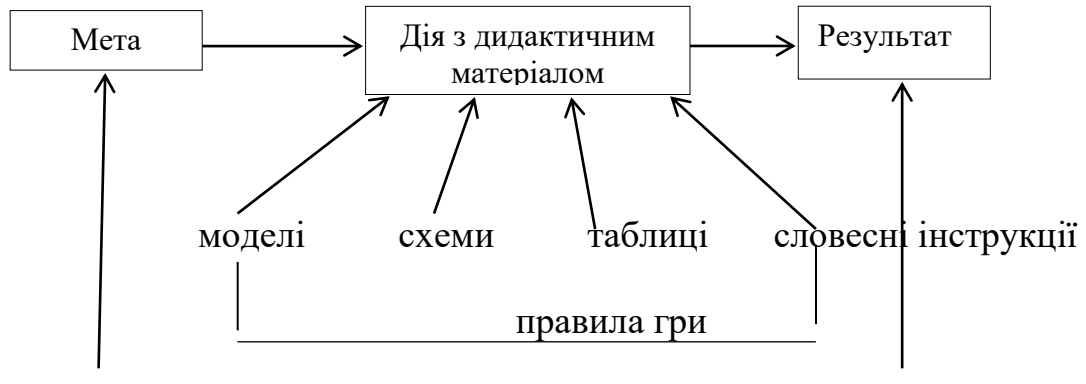 Мета
Дія з дидактичним
матеріалом
Результат
моделі
схеми
таблиці
словесні інструкції
правила гри